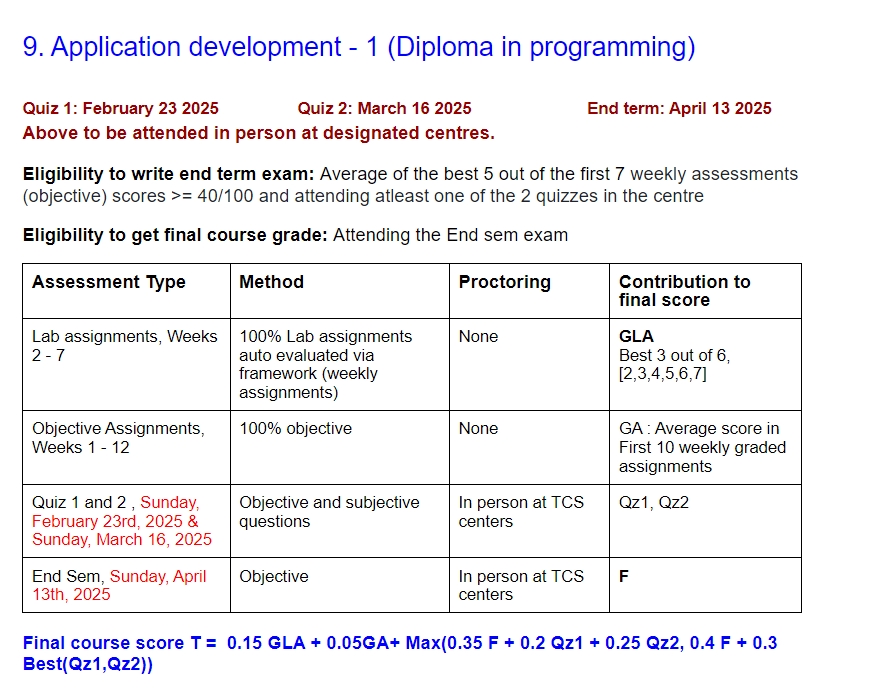 9. Application development - 1 (Diploma in programming)
Quiz 1: February 23 2025 Quiz 2: March 16 2025 End term: April 13 2025
Above to be attended in person at designated centres.
Eligibility to write end term exam: Average of the best 5 out of the first 7 weekly assessments
(objective) scores >= 40/100 and attending atleast one of the 2 quizzes in the centre
Eligibility to get final course grade: Attending the End sem exam
Assessment Type
Method
Proctoring
Contribution to
final score
Lab assignments, Weeks
2 - 7
100% Lab assignments
auto evaluated via
framework (weekly
assignments)
None
GLA
Best 3 out of 6,
[2,3,4,5,6,7]
Objective Assignments,
Weeks 1 - 12
100% objective
None
GA : Average score in
First 10 weekly graded
assignments
Quiz 1 and 2 , Sunday,
February 23rd, 2025 &
Sunday, March 16, 2025
Objective and subjective
questions
In person at TCS
centers
Qz1, Qz2
End Sem, Sunday, April
13th, 2025
Objective
In person at TCS
centers
F
Final course score T = 0.15 GLA + 0.05GA+ Max(0.35 F + 0.2 Qz1 + 0.25 Qz2, 0.4 F + 0.3
Best(Qz1,Qz2))